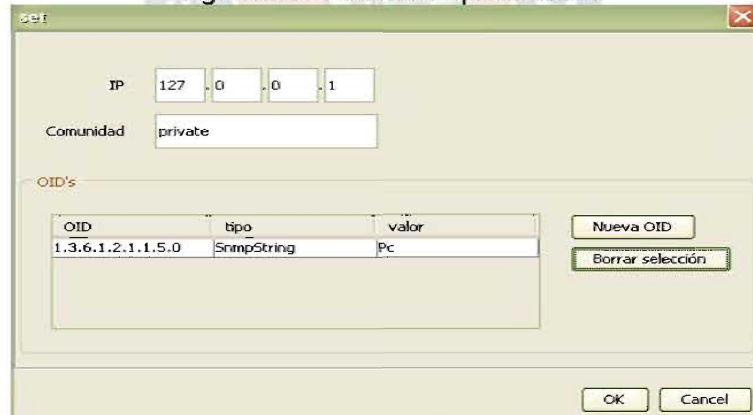 set
IP 127 . 0 . 0 . 1
Comunidad private
OID's
OID tipo valor
1.3.6.1.2.1.1.5.0 SnmpString Pc
Nueva OID
Borrar selección
OK Cancel